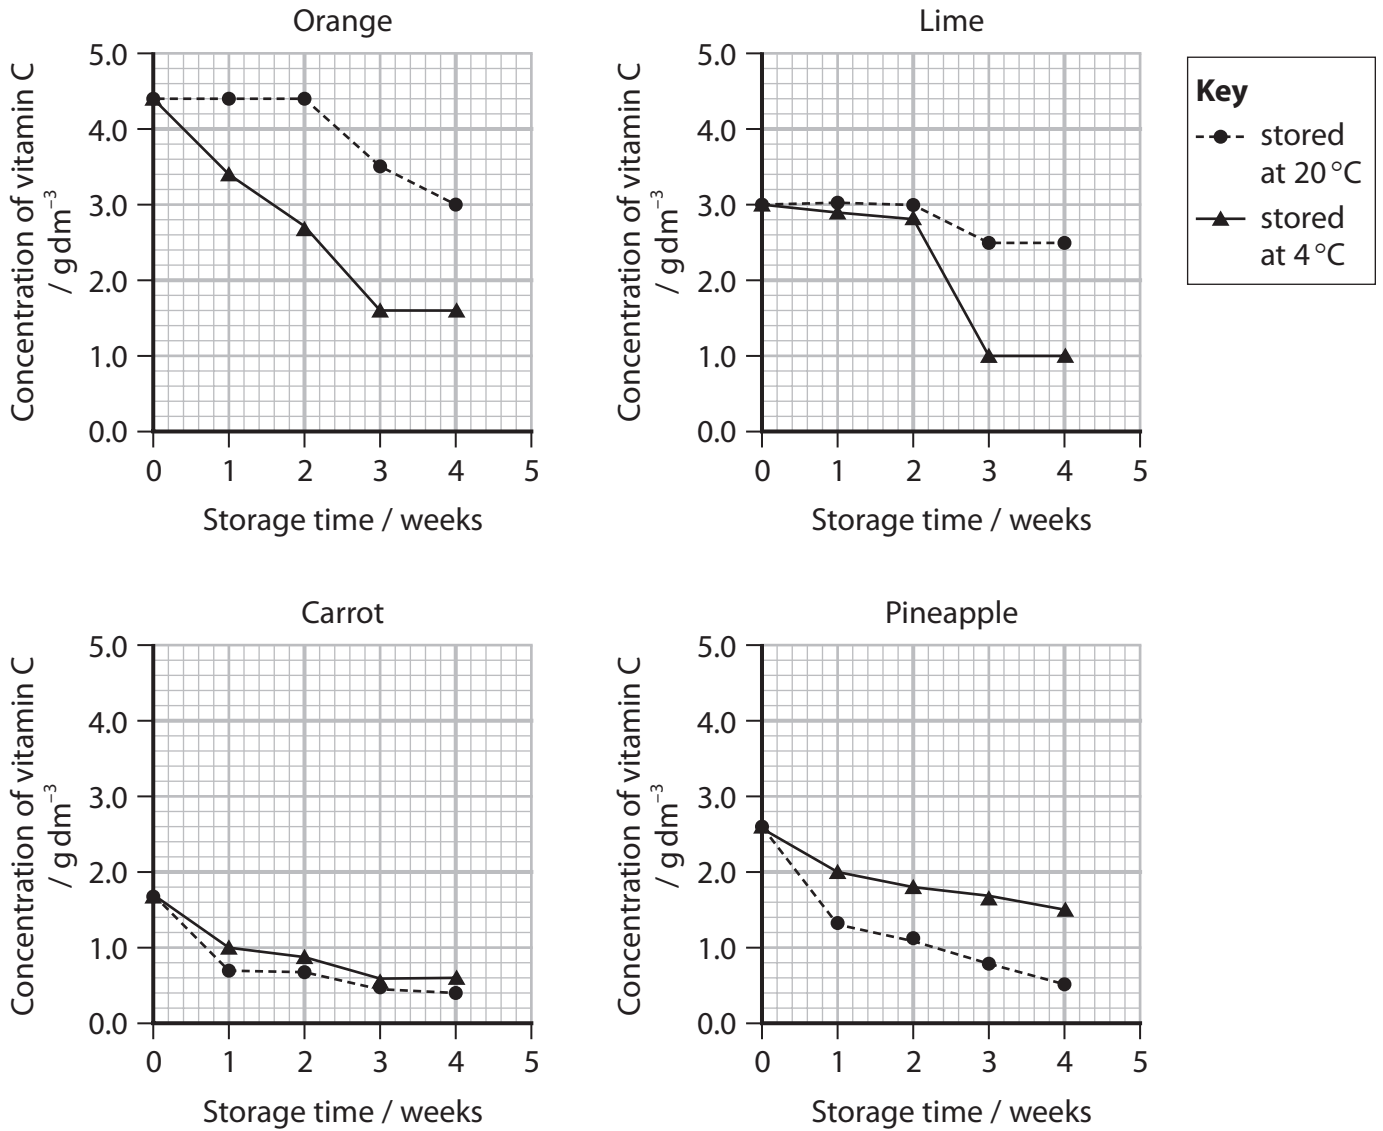 Orange
5.0
4.0
3.0
2.0
1.0
0.0
0 1 2 3 4 5
Concentration of vitamin C
/ g dm⁻³
Storage time / weeks
Lime
5.0
4.0
3.0
2.0
1.0
0.0
0 1 2 3 4 5
Concentration of vitamin C
/ g dm⁻³
Storage time / weeks
Key
stored
at 20 °C
stored
at 4 °C
Carrot
5.0
4.0
3.0
2.0
1.0
0.0
0 1 2 3 4 5
Concentration of vitamin C
/ g dm⁻³
Storage time / weeks
Pineapple
5.0
4.0
3.0
2.0
1.0
0.0
0 1 2 3 4 5
Concentration of vitamin C
/ g dm⁻³
Storage time / weeks